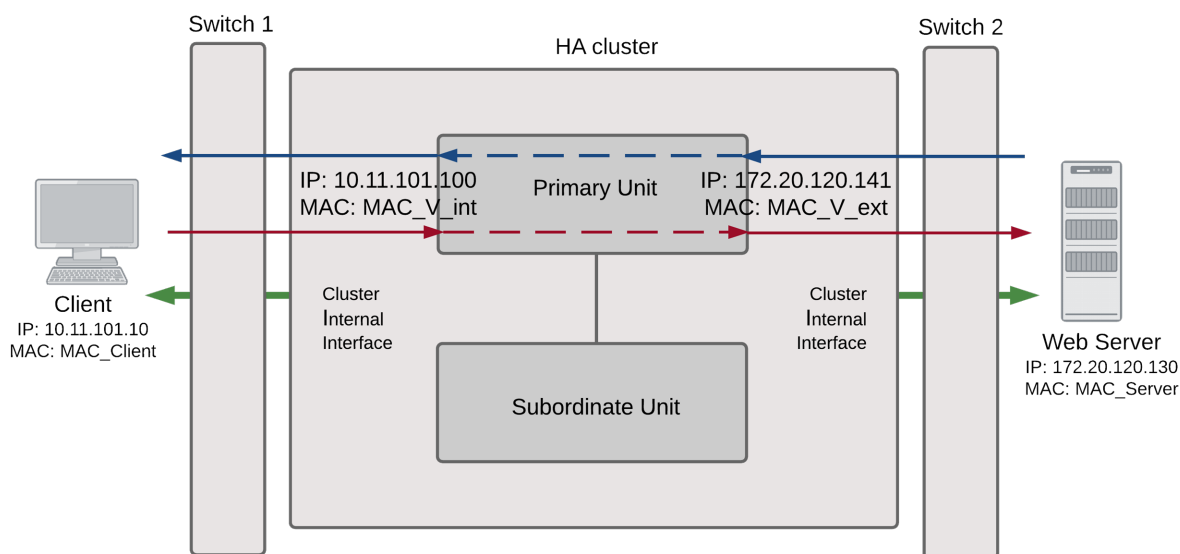 Switch 1
HA cluster
Switch 2
IP: 10.11.101.100
MAC: MAC_V_int
Primary Unit
IP: 172.20.120.141
MAC: MAC_V_ext
Client
IP: 10.11.101.10
MAC: MAC_Client
Cluster
Internal
Interface
Cluster
Internal
Interface
Web Server
IP: 172.20.120.130
MAC: MAC_Server
Subordinate Unit